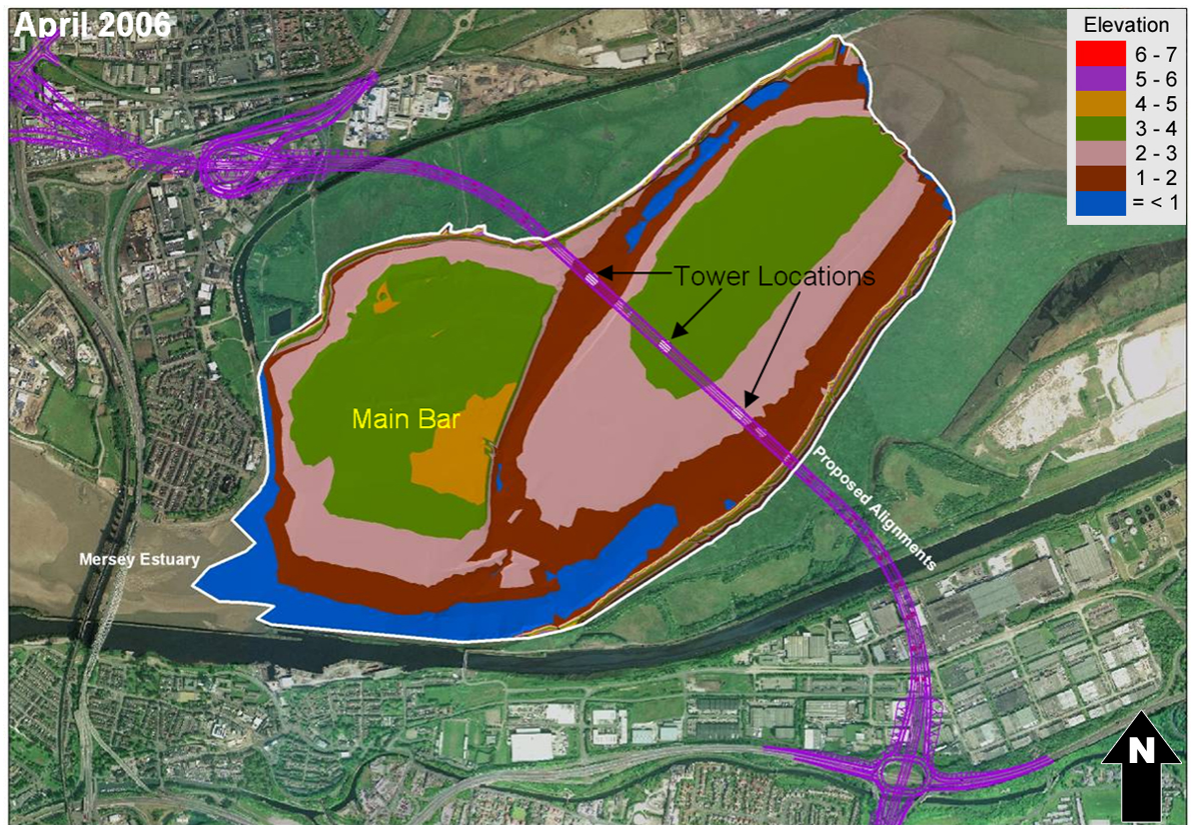 April 2006
Elevation
6 - 7
5 - 6
4 - 5
3 - 4
2 - 3
1 - 2
= < 1
Tower Locations
Main Bar
Proposed Alignments
Mersey Estuary
N